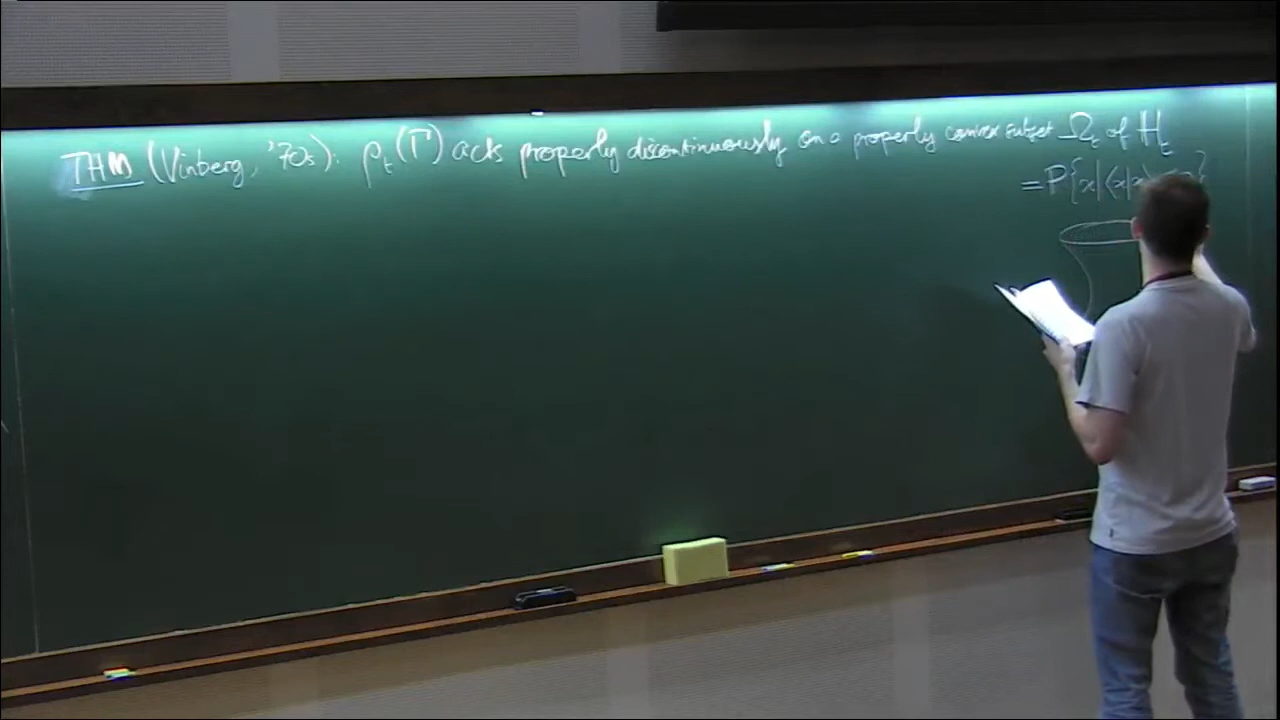 THM (Vinberg, '70s): ρ_t(Γ) acts properly discontinuously on a properly convex subset Ω_t of H_t
= P{x|⟨x|x⟩